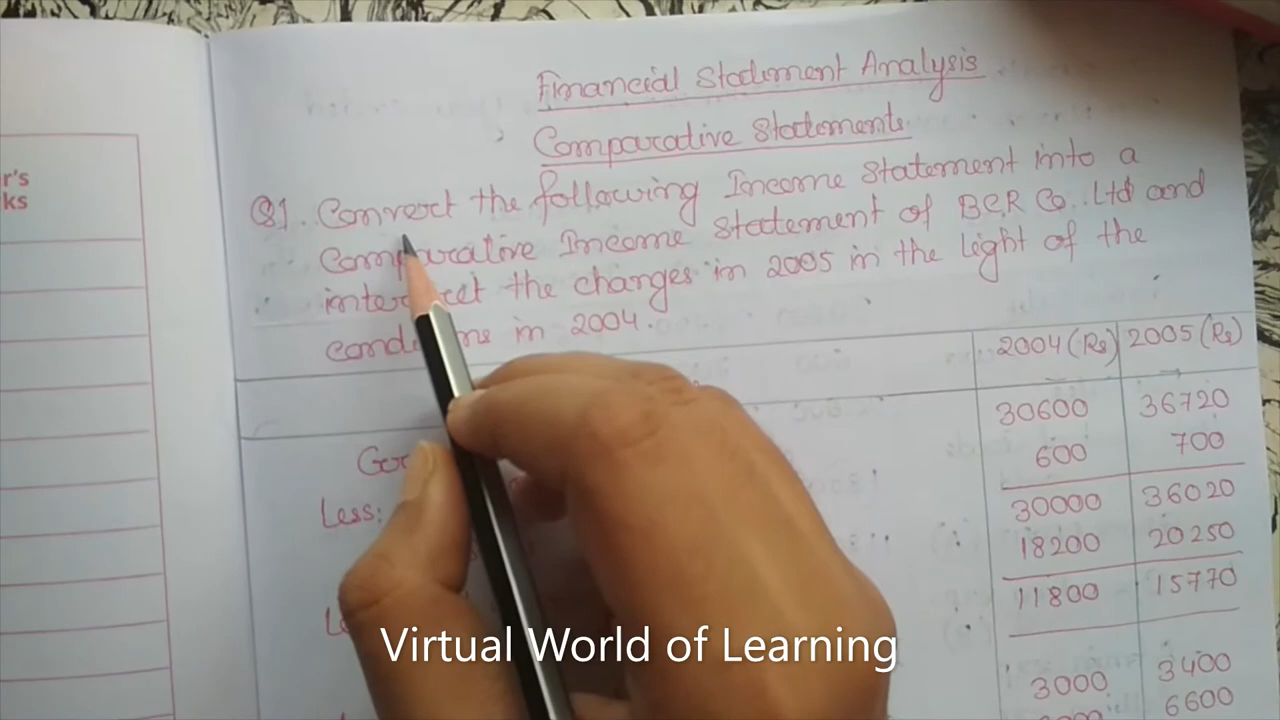 r's
ks
Financial Statement Analysis
Comparative Statements
Q1. Convert the following Income Statement into a
Comparative Income Statement of BCR Co. Ltd and
the changes in 2005 in the light of the
in 2004.
2004 (Rs) 2005 (Rs)
30600 36720
600 700
Less:
30000 36020
18200 20250
11800 15770
3000 3400
6600
Virtual World of Learning